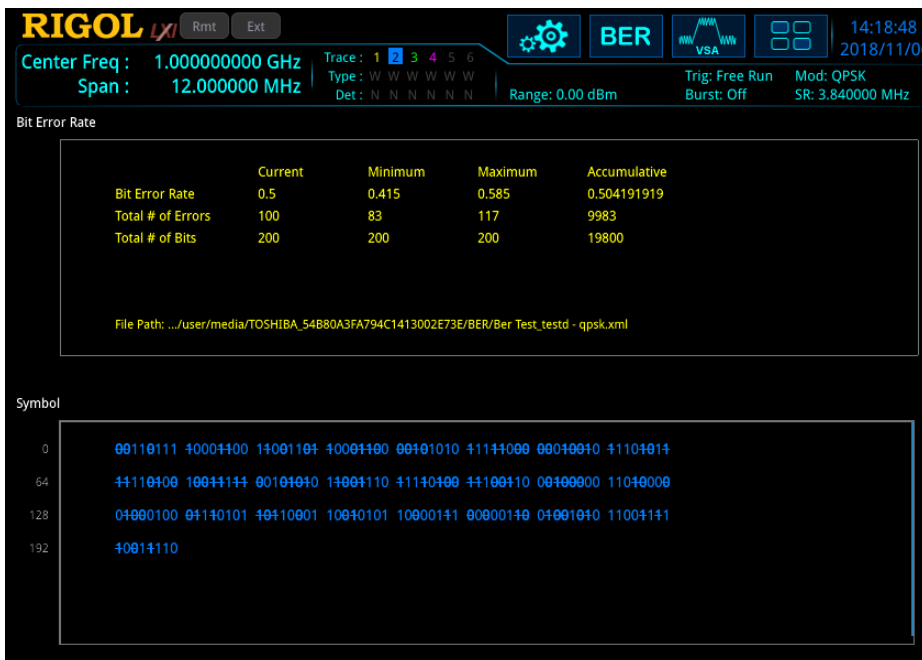 RIGOL LXI Rmt Ext BER VSA 14:18:48
2018/11/0
Center Freq : 1.000000000 GHz Trace : 1 2 3 4 5 6
Type : W W W W W W Trig: Free Run Mod: QPSK
Span : 12.000000 MHz Det : N N N N N N Range: 0.00 dBm Burst: Off SR: 3.840000 MHz
Bit Error Rate
Current Minimum Maximum Accumulative
Bit Error Rate 0.5 0.415 0.585 0.504191919
Total # of Errors 100 83 117 9983
Total # of Bits 200 200 200 19800
File Path: .../user/media/TOSHIBA_54B80A3FA794C1413002E73E/BER/Ber Test_testd - qpsk.xml
Symbol
0 00110111 10001100 11001101 10001100 00101010 11111000 00010010 11101011
64 11110100 10011111 00101010 11001110 11110100 11100110 00100000 11010000
128 01000100 01110101 10110001 10010101 10000111 00000110 01001010 11001111
192 10011110